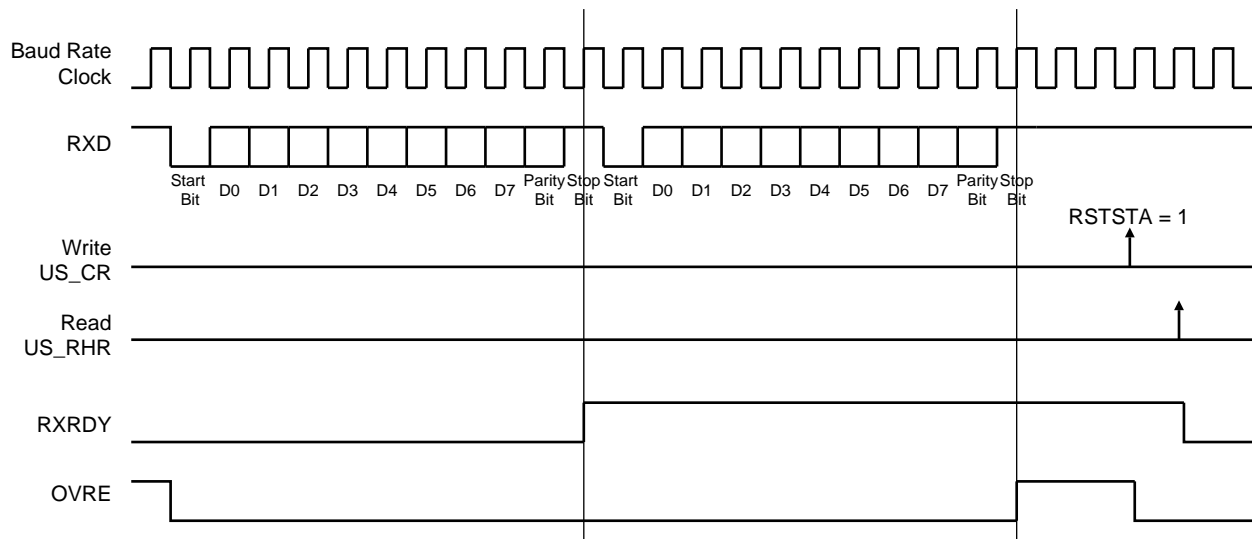 Baud Rate
Clock
RXD
Start
Bit
D0
D1
D2
D3
D4
D5
D6
D7
Parity
Bit
Stop
Bit
Start
Bit
D0
D1
D2
D3
D4
D5
D6
D7
Parity
Bit
Stop
Bit
RSTSTA = 1
Write
US_CR
Read
US_RHR
RXRDY
OVRE